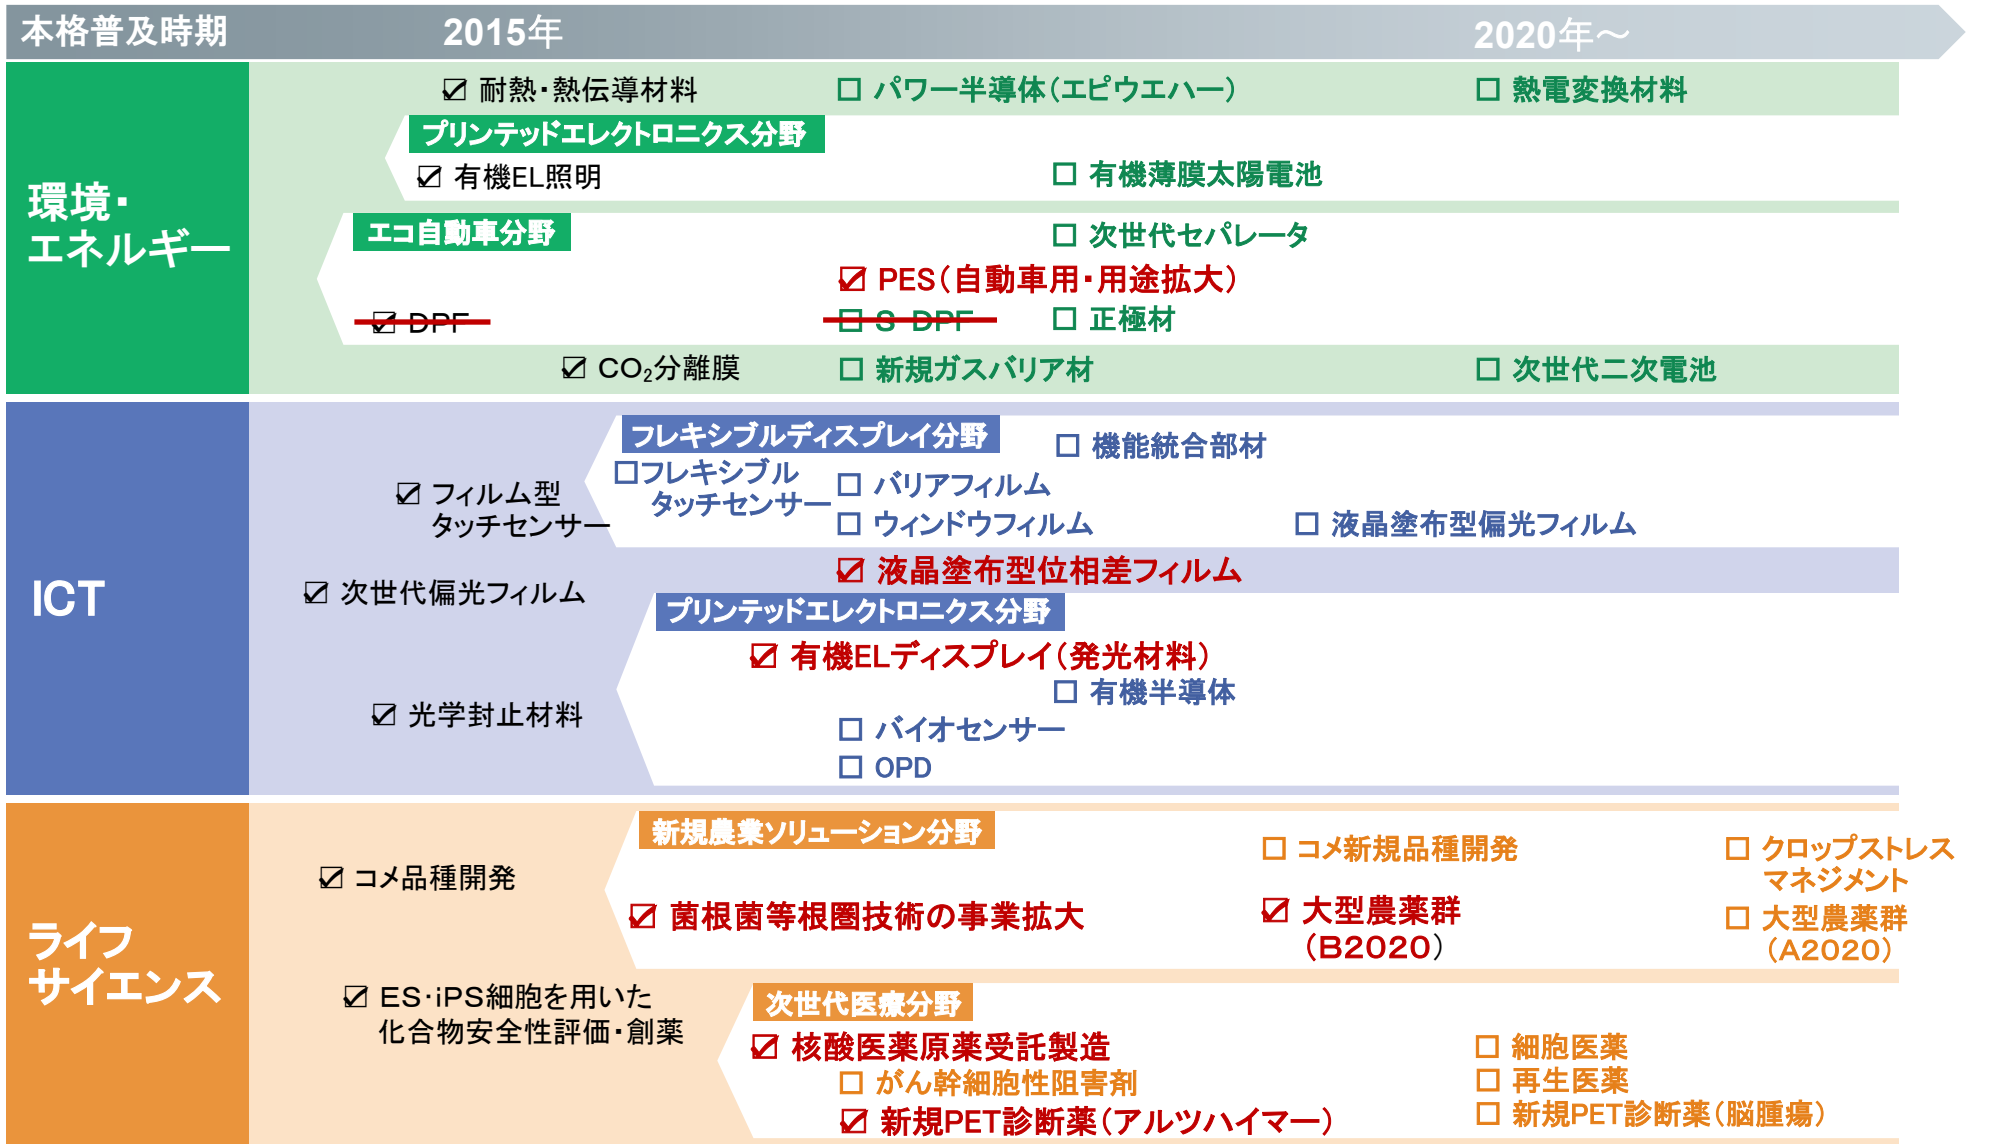 本格普及時期 2015年 2020年～
環境・
エネルギー
☑ 耐熱・熱伝導材料 □ パワー半導体（エピウエハー） □ 熱電変換材料
プリンテッドエレクトロニクス分野
☑ 有機EL照明 □ 有機薄膜太陽電池
エコ自動車分野 □ 次世代セパレータ
☑ PES（自動車用・用途拡大）
☑ DPF □ S-DPF □ 正極材
☑ CO₂分離膜 □ 新規ガスバリア材 □ 次世代二次電池
ICT
フレキシブルディスプレイ分野 □ 機能統合部材
☑ フィルム型
タッチセンサー
□フレキシブル
タッチセンサー
□ バリアフィルム
□ ウィンドウフィルム □ 液晶塗布型偏光フィルム
☑ 液晶塗布型位相差フィルム
☑ 次世代偏光フィルム
プリンテッドエレクトロニクス分野
☑ 有機ELディスプレイ（発光材料）
□ 有機半導体
☑ 光学封止材料
□ バイオセンサー
□ OPD
ライフ
サイエンス
新規農業ソリューション分野
☑ コメ品種開発
□ コメ新規品種開発
□ クロップストレス
マネジメント
☑ 菌根菌等根圏技術の事業拡大
☑ 大型農薬群
（B2020）
□ 大型農薬群
（A2020）
☑ ES・iPS細胞を用いた
化合物安全性評価・創薬
次世代医療分野
☑ 核酸医薬原薬受託製造 □ 細胞医薬
□ がん幹細胞性阻害剤 □ 再生医薬
☑ 新規PET診断薬（アルツハイマー） □ 新規PET診断薬（脳腫瘍）